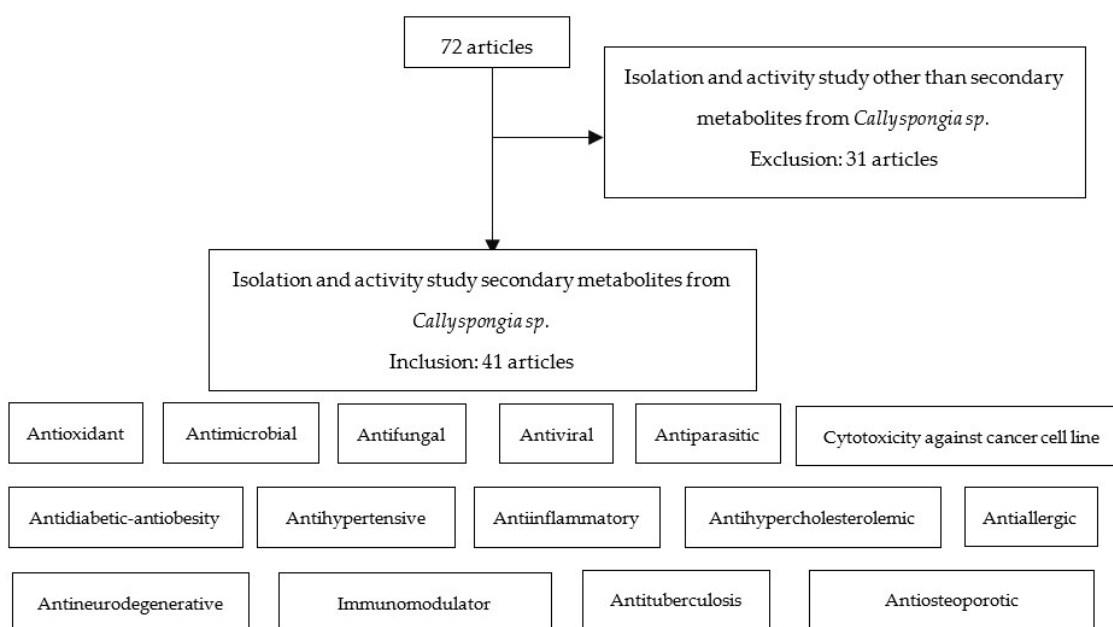 72 articles
Isolation and activity study other than secondary
metabolites from Callyspongia sp.
Exclusion: 31 articles
Isolation and activity study secondary metabolites from
Callyspongia sp.
Inclusion: 41 articles
Antioxidant
Antimicrobial
Antifungal
Antiviral
Antiparasitic
Cytotoxicity against cancer cell line
Antidiabetic-antiobesity
Antihypertensive
Antiinflammatory
Antihypercholesterolemic
Antiallergic
Antineurodegenerative
Immunomodulator
Antituberculosis
Antiosteoporotic